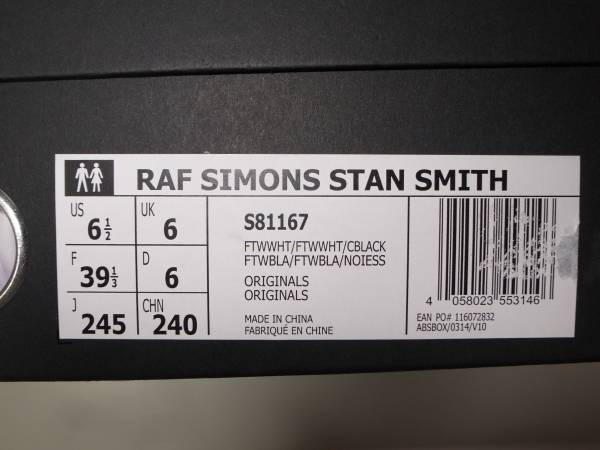 RAF SIMONS STAN SMITH
US 6½
UK 6
F 39⅓
D 6
J 245
CHN 240
S81167
FTWWHT/FTWWHT/CBLACK
FTWBLA/FTWBLA/NOIESS
ORIGINALS
ORIGINALS
MADE IN CHINA
FABRIQUÉ EN CHINE
4 058023 553146
EAN PO# 116072832
ABSBOX/0314/V10